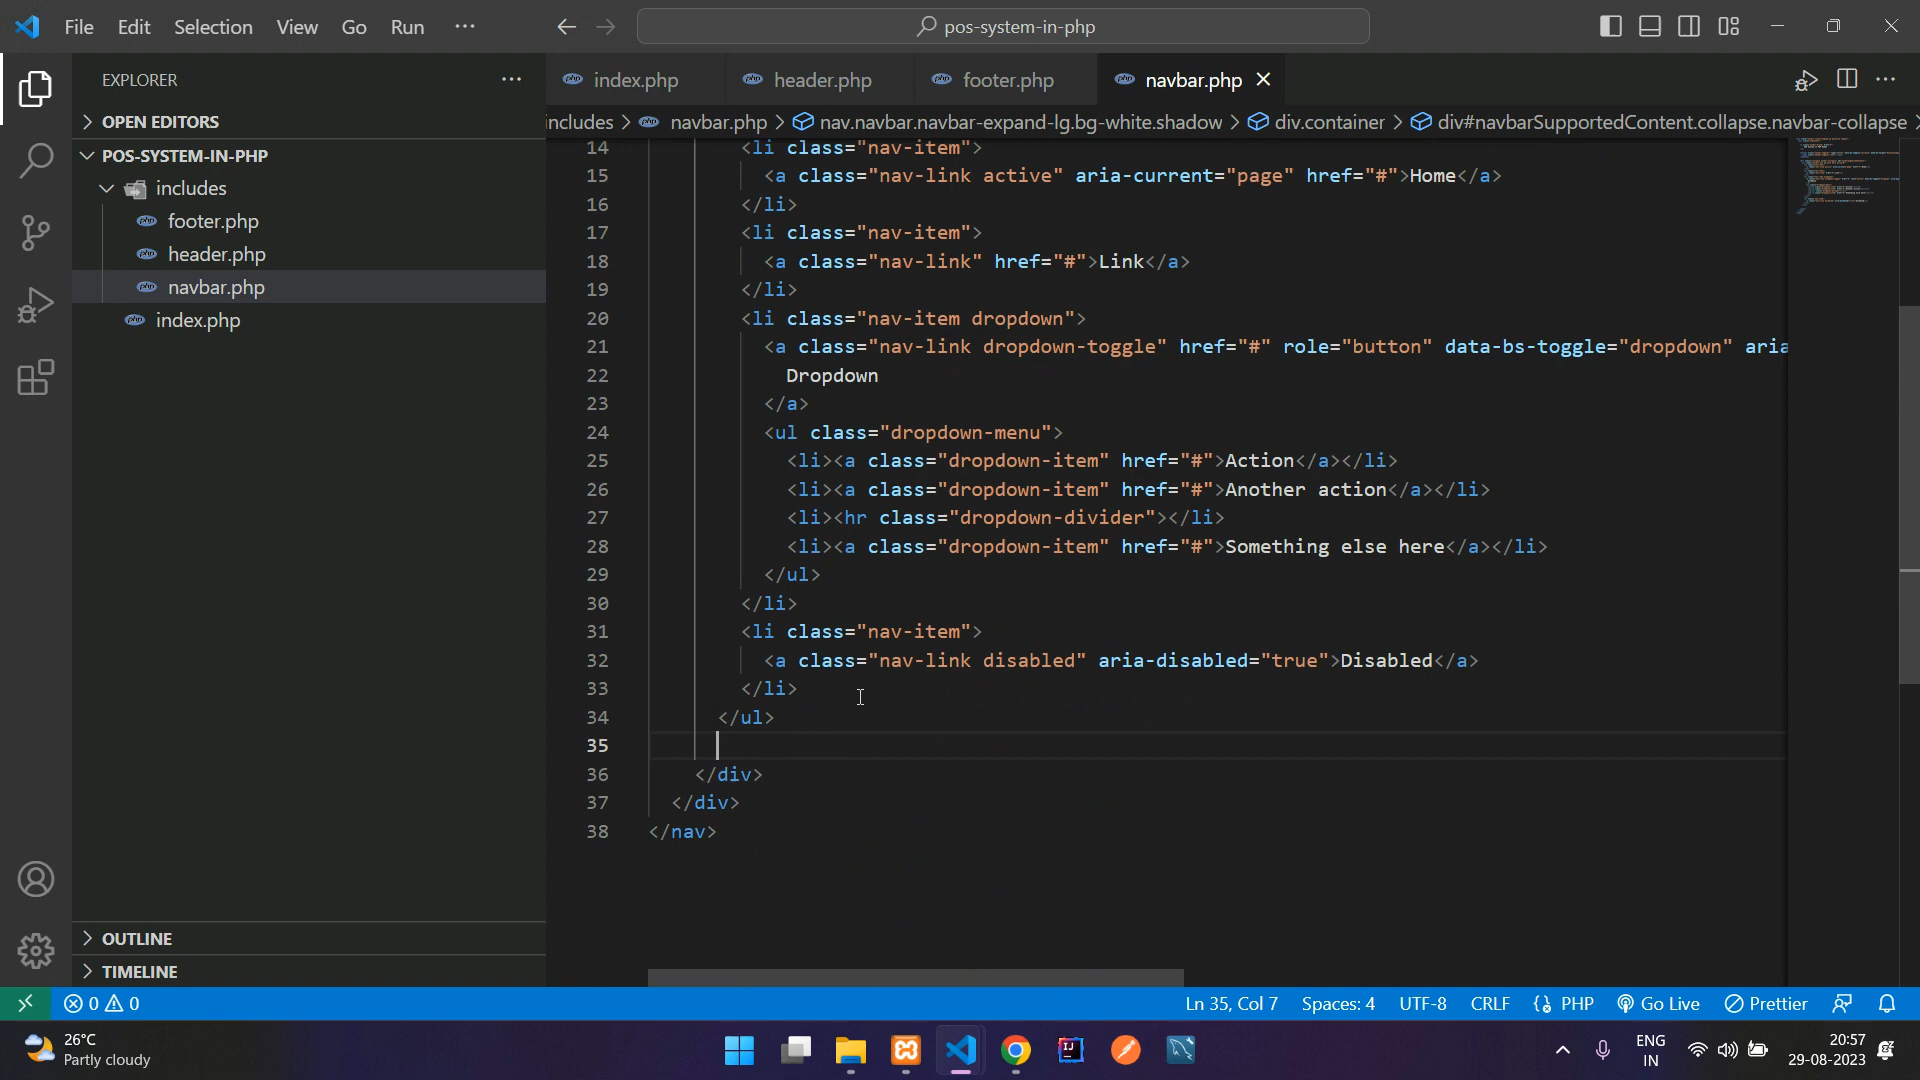 File Edit Selection View Go Run ···
pos-system-in-php
EXPLORER
OPEN EDITORS
POS-SYSTEM-IN-PHP
includes
footer.php
header.php
navbar.php
index.php
OUTLINE
TIMELINE
index.php header.php footer.php navbar.php
includes > navbar.php > nav.navbar.navbar-expand-lg.bg-white.shadow > div.container > div#navbarSupportedContent.collapse.navbar-collapse >
14 <li class="nav-item">
15 <a class="nav-link active" aria-current="page" href="#">Home</a>
16 </li>
17 <li class="nav-item">
18 <a class="nav-link" href="#">Link</a>
19 </li>
20 <li class="nav-item dropdown">
21 <a class="nav-link dropdown-toggle" href="#" role="button" data-bs-toggle="dropdown" aria
22 Dropdown
23 </a>
24 <ul class="dropdown-menu">
25 <li><a class="dropdown-item" href="#">Action</a></li>
26 <li><a class="dropdown-item" href="#">Another action</a></li>
27 <li><hr class="dropdown-divider"></li>
28 <li><a class="dropdown-item" href="#">Something else here</a></li>
29 </ul>
30 </li>
31 <li class="nav-item">
32 <a class="nav-link disabled" aria-disabled="true">Disabled</a>
33 </li>
34 </ul>
35
36 </div>
37 </div>
38 </nav>
0 0 Ln 35, Col 7 Spaces: 4 UTF-8 CRLF PHP Go Live Prettier
26°C
Partly cloudy
ENG
IN
20:57
29-08-2023